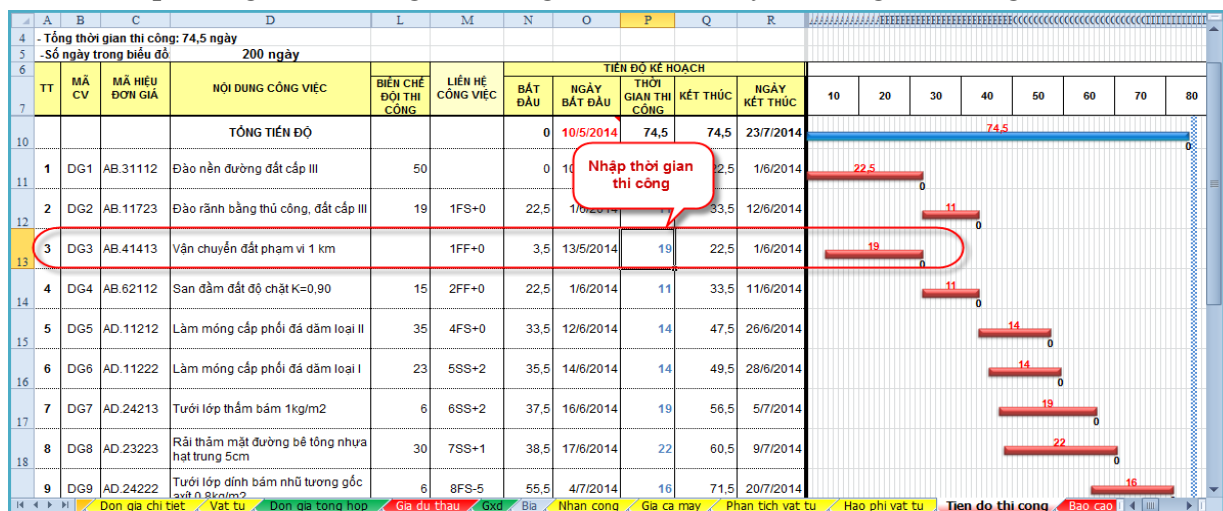 A B C D L M N O P Q R
4 - Tổng thời gian thi công: 74,5 ngày
5 -Số ngày trong biểu đồ 200 ngày
6 TIẾN ĐỘ KẾ HOẠCH
7 TT MÃ CV MÃ HIỆU ĐƠN GIÁ NỘI DUNG CÔNG VIỆC BIÊN CHẾ ĐỘI THI CÔNG LIÊN HỆ CÔNG VIỆC BẮT ĐẦU NGÀY BẮT ĐẦU THỜI GIAN THI CÔNG KẾT THÚC NGÀY KẾT THÚC 10 20 30 40 50 60 70 80
10 TỔNG TIẾN ĐỘ 0 10/5/2014 74,5 74,5 23/7/2014 74,5 0
Nhập thời gian
thi công
11 1 DG1 AB.31112 Đào nền đường đất cấp III 50 0 22,5 1/6/2014 22,5 0
12 2 DG2 AB.11723 Đào rãnh bằng thủ công, đất cấp III 19 1FS+0 22,5 33,5 12/6/2014 11 0
13 3 DG3 AB.41413 Vận chuyển đất phạm vi 1 km 1FF+0 3,5 13/5/2014 19 22,5 1/6/2014 19 0
14 4 DG4 AB.62112 San đầm đất độ chặt K=0,90 15 2FF+0 22,5 1/6/2014 11 33,5 11/6/2014 11 0
15 5 DG5 AD.11212 Làm móng cấp phối đá dăm loại II 35 4FS+0 33,5 12/6/2014 14 47,5 26/6/2014 14 0
16 6 DG6 AD.11222 Làm móng cấp phối đá dăm loại I 23 5SS+2 35,5 14/6/2014 14 49,5 28/6/2014 14 0
17 7 DG7 AD.24213 Tưới lớp thấm bám 1kg/m2 6 6SS+2 37,5 16/6/2014 19 56,5 5/7/2014 19 0
18 8 DG8 AD.23223 Rải thảm mặt đường bê tông nhựa hạt trung 5cm 30 7SS+1 38,5 17/6/2014 22 60,5 9/7/2014 22 0
9 DG9 AD.24222 Tưới lớp dính bám nhũ tương gốc axít 0.8kg/m2 6 8FS-5 55,5 4/7/2014 16 71,5 20/7/2014 16
Don gia chi tiet Vat tu Don gia tong hop Gia du thau Gxd Bia Nhan cong Gia ca may Phan tich vat tu Hao phi vat tu Tien do thi cong Bao cao